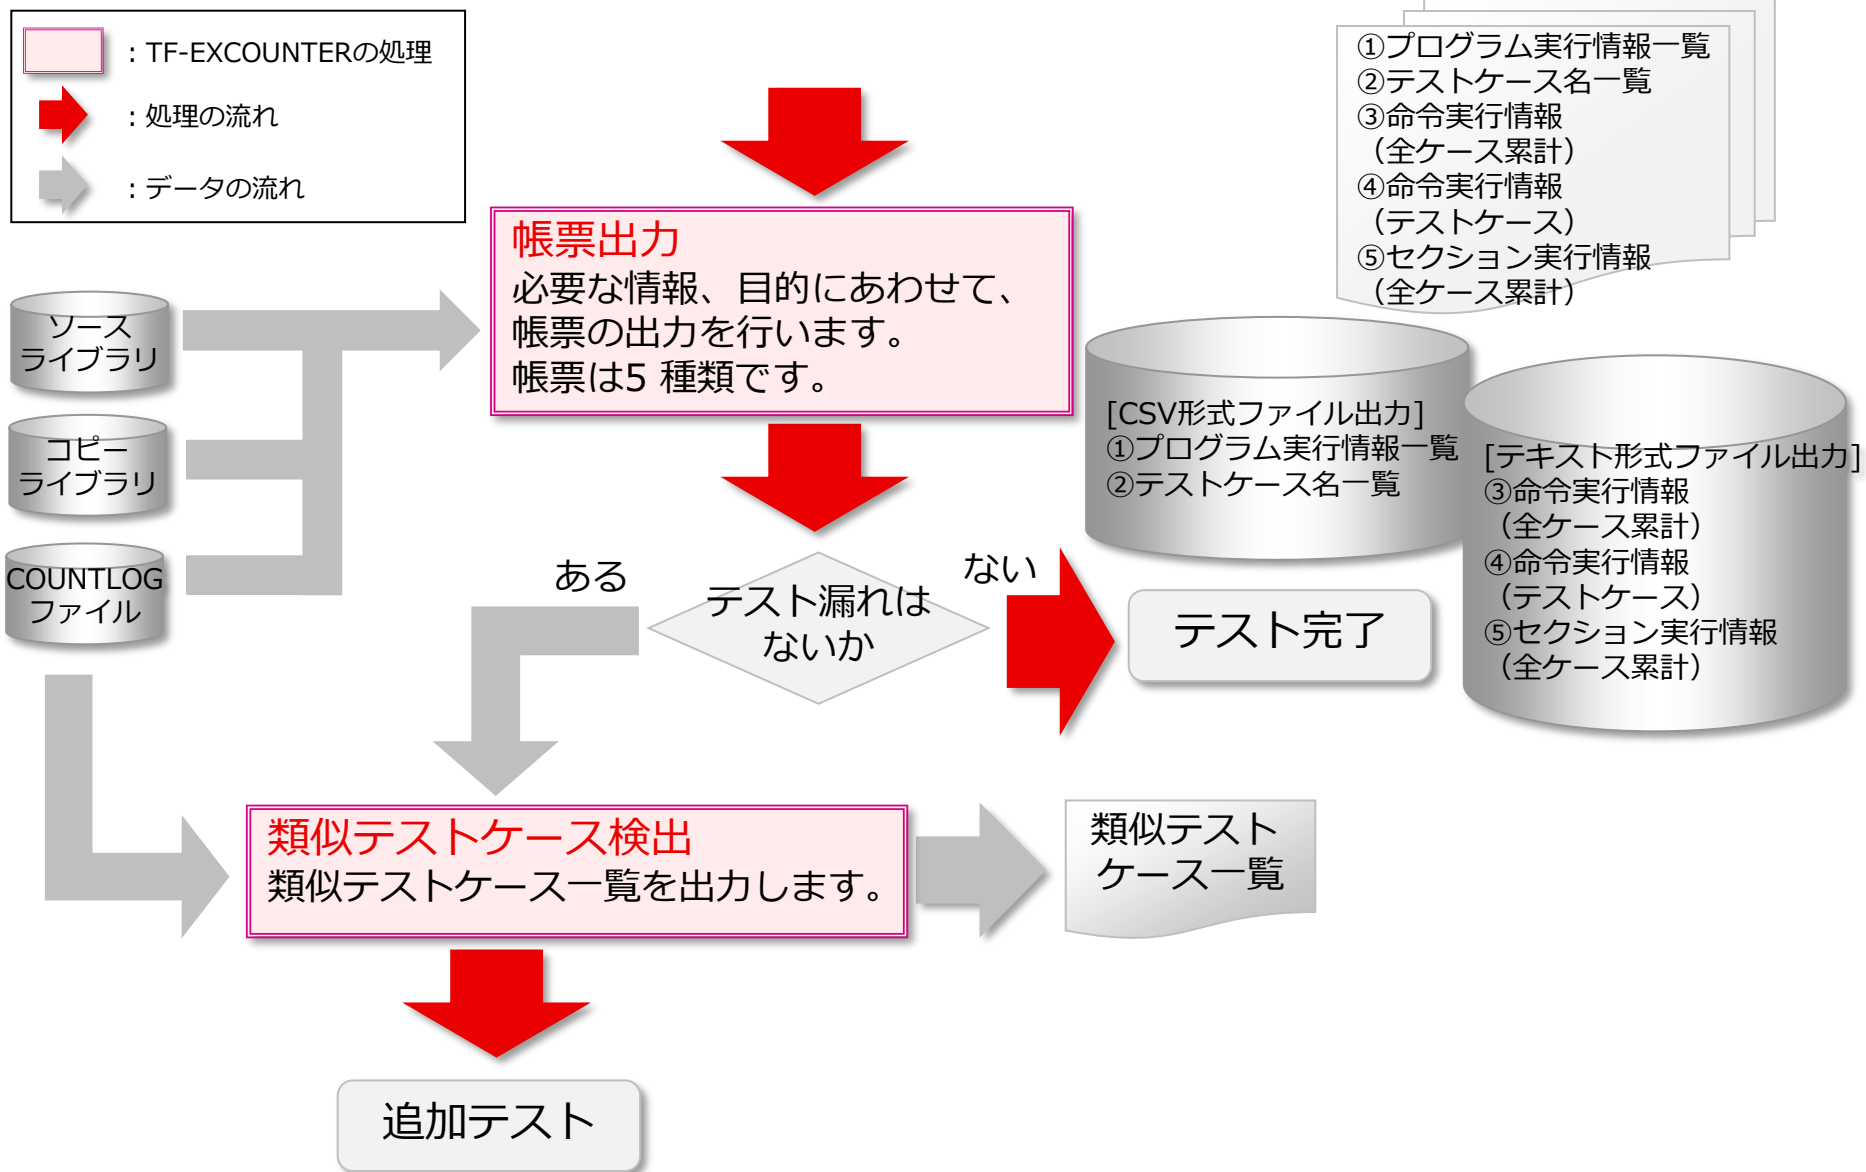 ：TF-EXCOUNTERの処理
：処理の流れ
：データの流れ
①プログラム実行情報一覧
②テストケース名一覧
③命令実行情報
（全ケース累計）
④命令実行情報
（テストケース）
⑤セクション実行情報
（全ケース累計）
帳票出力
必要な情報、目的にあわせて、
帳票の出力を行います。
帳票は5 種類です。
ソース
ライブラリ
コピー
ライブラリ
COUNTLOG
ファイル
[CSV形式ファイル出力]
①プログラム実行情報一覧
②テストケース名一覧
[テキスト形式ファイル出力]
③命令実行情報
（全ケース累計）
④命令実行情報
（テストケース）
⑤セクション実行情報
（全ケース累計）
ある
テスト漏れは
ないか
ない
テスト完了
類似テストケース検出
類似テストケース一覧を出力します。
類似テスト
ケース一覧
追加テスト